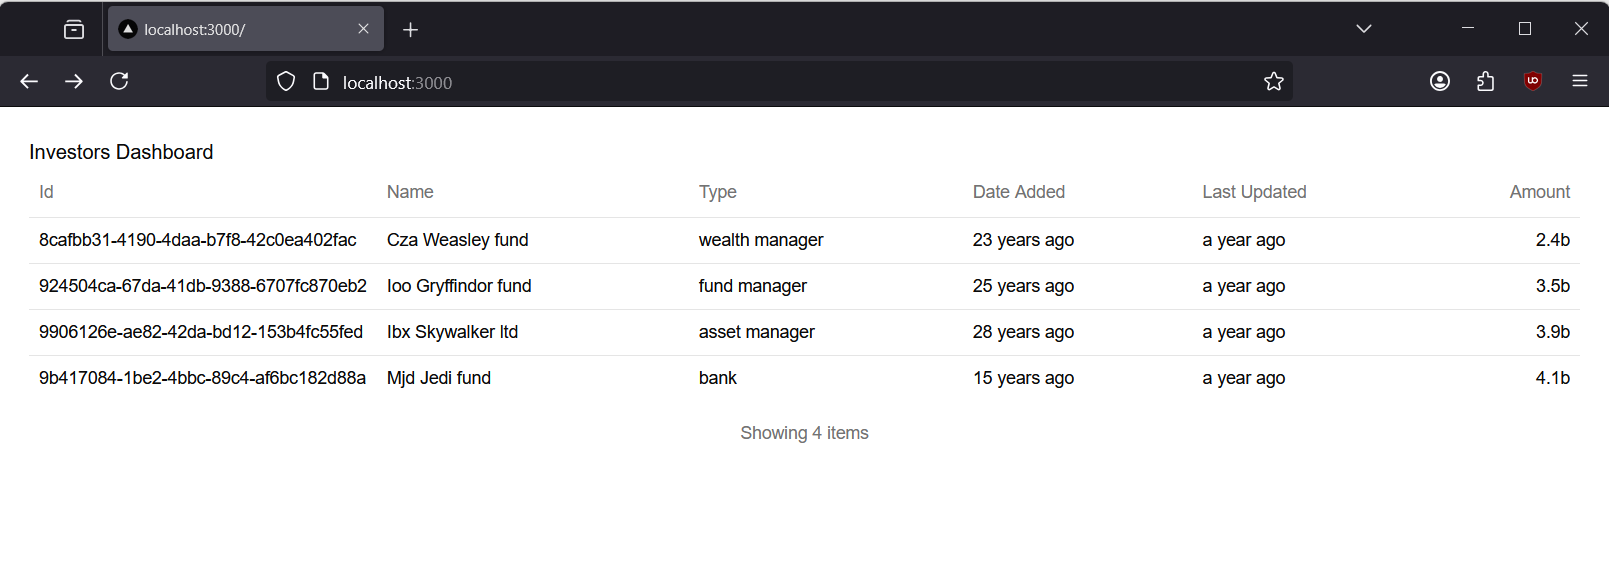 localhost:3000/
localhost:3000
Investors Dashboard
Id Name Type Date Added Last Updated Amount
8cafbb31-4190-4daa-b7f8-42c0ea402fac Cza Weasley fund wealth manager 23 years ago a year ago 2.4b
924504ca-67da-41db-9388-6707fc870eb2 Ioo Gryffindor fund fund manager 25 years ago a year ago 3.5b
9906126e-ae82-42da-bd12-153b4fc55fed Ibx Skywalker ltd asset manager 28 years ago a year ago 3.9b
9b417084-1be2-4bbc-89c4-af6bc182d88a Mjd Jedi fund bank 15 years ago a year ago 4.1b
Showing 4 items